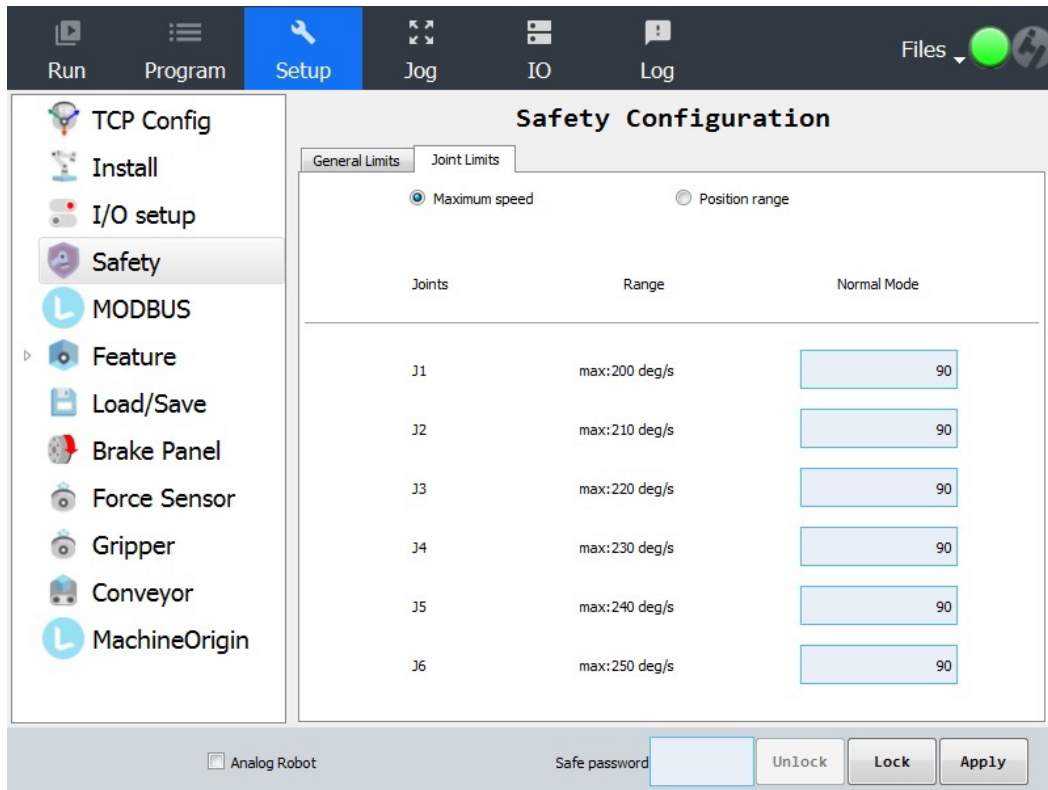 Run Program Setup Jog IO Log Files
TCP Config
Install
I/O setup
Safety
MODBUS
Feature
Load/Save
Brake Panel
Force Sensor
Gripper
Conveyor
MachineOrigin
Safety Configuration
General Limits Joint Limits
Maximum speed Position range
Joints Range Normal Mode
J1 max:200 deg/s 90
J2 max:210 deg/s 90
J3 max:220 deg/s 90
J4 max:230 deg/s 90
J5 max:240 deg/s 90
J6 max:250 deg/s 90
Analog Robot Safe password Unlock Lock Apply